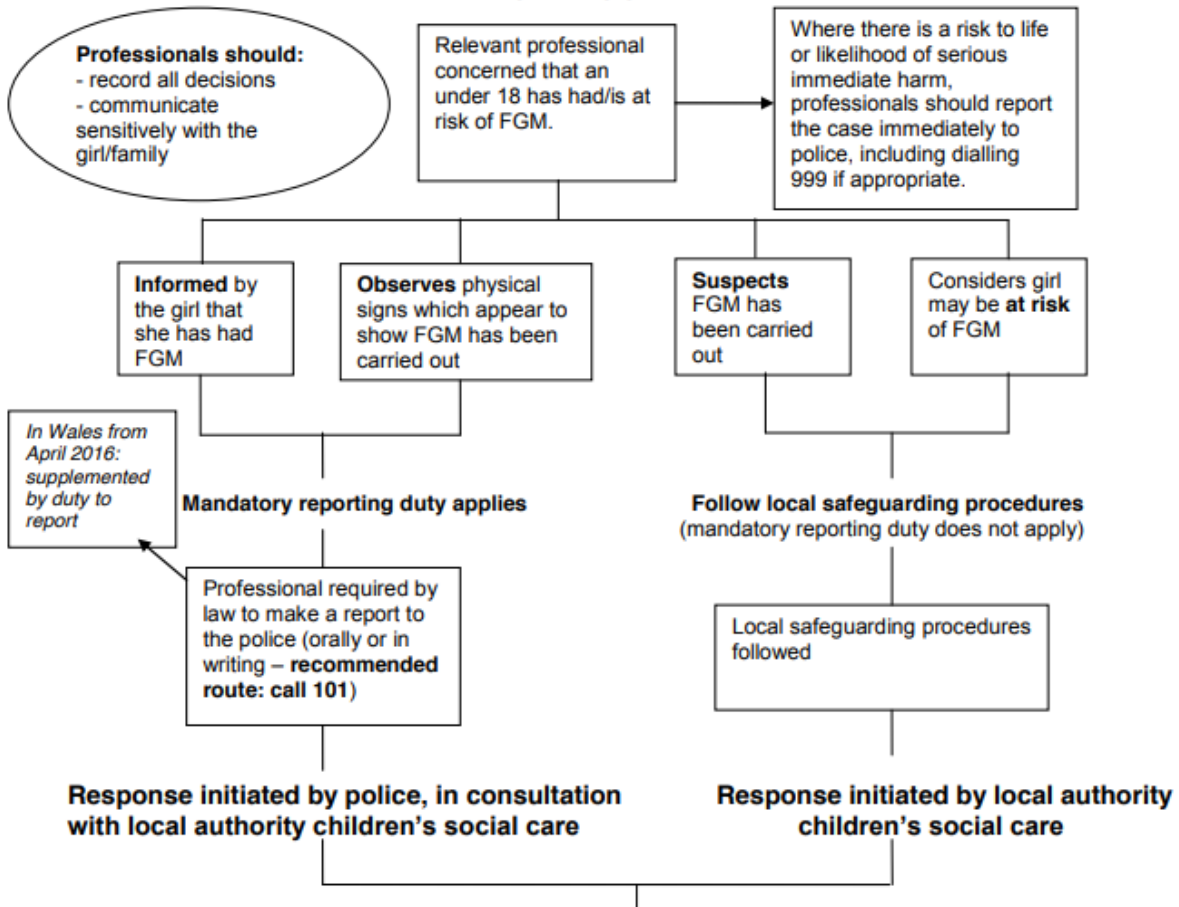 Professionals should:
- record all decisions
- communicate
sensitively with the
girl/family
Relevant professional
concerned that an
under 18 has had/is at
risk of FGM.
Where there is a risk to life
or likelihood of serious
immediate harm,
professionals should report
the case immediately to
police, including dialling
999 if appropriate.
Informed by
the girl that
she has had
FGM
Observes physical
signs which appear to
show FGM has been
carried out
Suspects
FGM has
been carried
out
Considers girl
may be at risk
of FGM
In Wales from
April 2016:
supplemented
by duty to
report
Mandatory reporting duty applies
Follow local safeguarding procedures
(mandatory reporting duty does not apply)
Professional required by
law to make a report to
the police (orally or in
writing – recommended
route: call 101)
Local safeguarding procedures
followed
Response initiated by police, in consultation
with local authority children's social care
Response initiated by local authority
children's social care